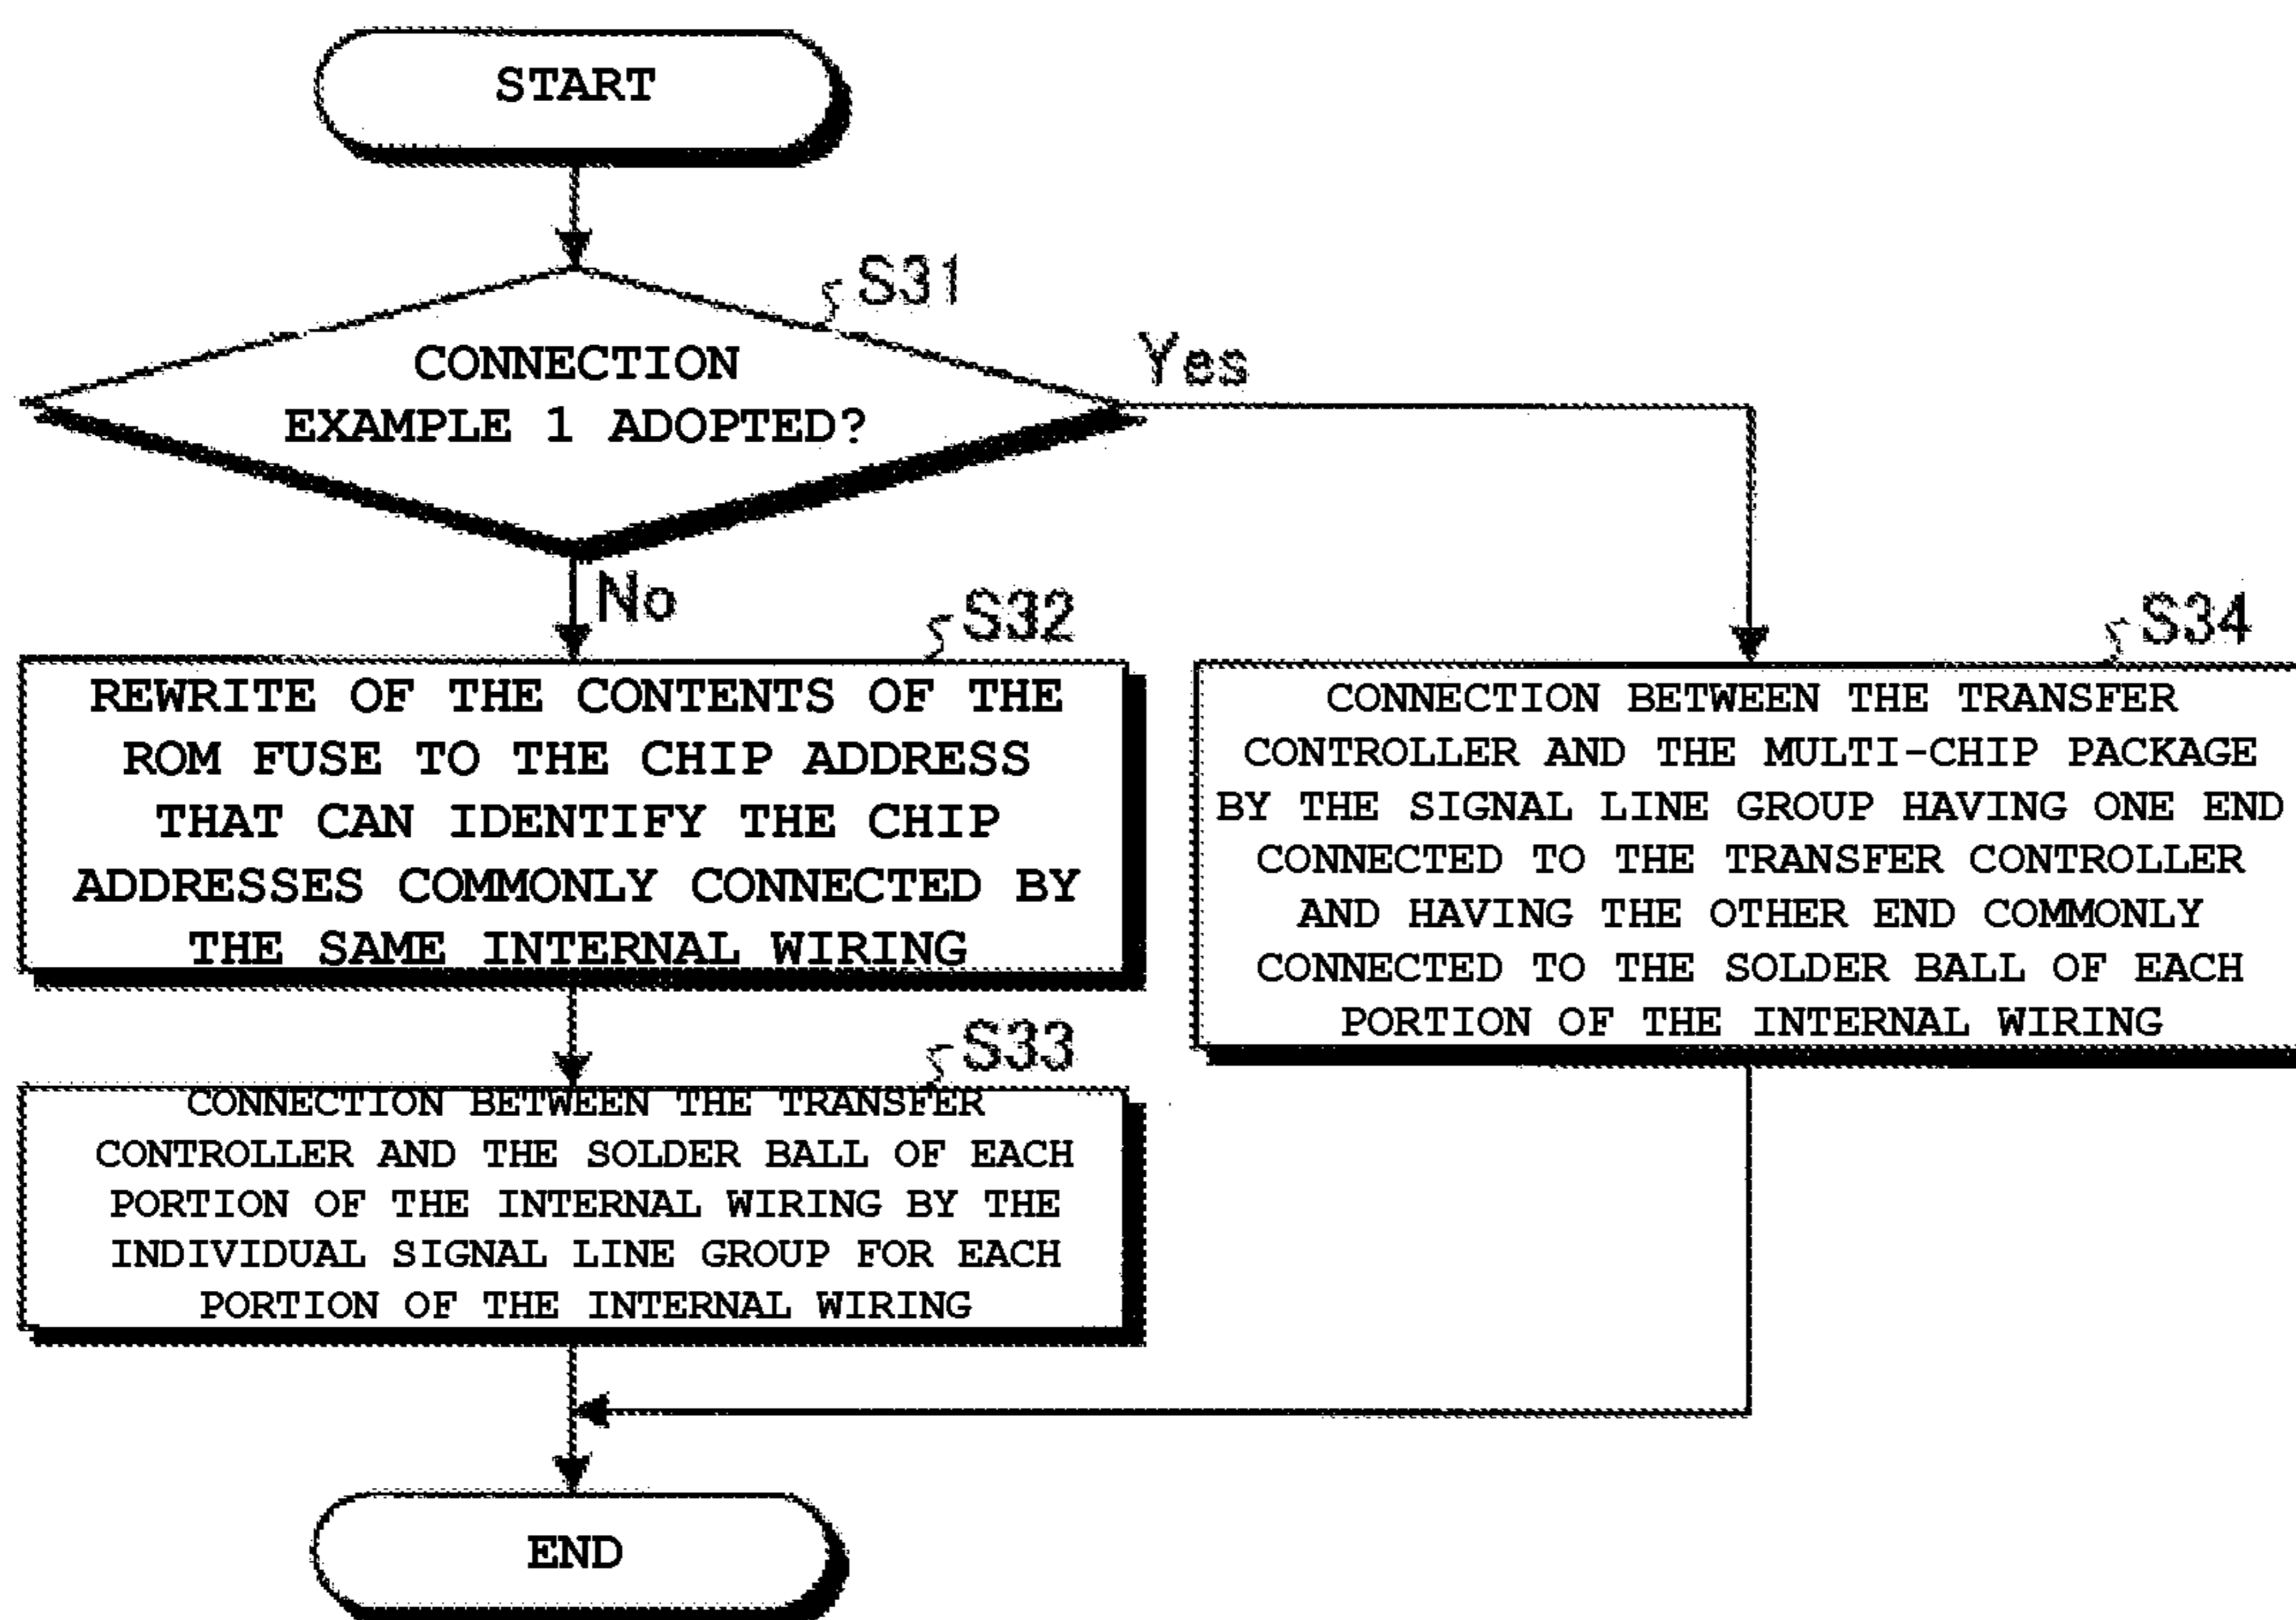 START
S31
CONNECTION
EXAMPLE 1 ADOPTED?
Yes
No
S32
REWRITE OF THE CONTENTS OF THE
ROM FUSE TO THE CHIP ADDRESS
THAT CAN IDENTIFY THE CHIP
ADDRESSES COMMONLY CONNECTED BY
THE SAME INTERNAL WIRING
S34
CONNECTION BETWEEN THE TRANSFER
CONTROLLER AND THE MULTI-CHIP PACKAGE
BY THE SIGNAL LINE GROUP HAVING ONE END
CONNECTED TO THE TRANSFER CONTROLLER
AND HAVING THE OTHER END COMMONLY
CONNECTED TO THE SOLDER BALL OF EACH
PORTION OF THE INTERNAL WIRING
S33
CONNECTION BETWEEN THE TRANSFER
CONTROLLER AND THE SOLDER BALL OF EACH
PORTION OF THE INTERNAL WIRING BY THE
INDIVIDUAL SIGNAL LINE GROUP FOR EACH
PORTION OF THE INTERNAL WIRING
END